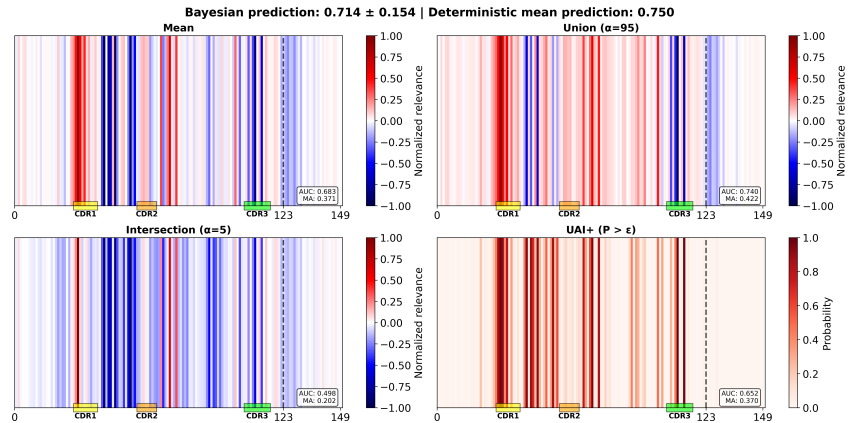 Bayesian prediction: 0.714 ± 0.154 | Deterministic mean prediction: 0.750
Mean
1.00
0.75
0.50
0.25
0.00
−0.25
−0.50
−0.75
−1.00
Normalized relevance
AUC: 0.683
MA: 0.371
0
CDR1
CDR2
CDR3
123
149
Union (α=95)
1.00
0.75
0.50
0.25
0.00
−0.25
−0.50
−0.75
−1.00
Normalized relevance
AUC: 0.740
MA: 0.422
0
CDR1
CDR2
CDR3
123
149
Intersection (α=5)
1.00
0.75
0.50
0.25
0.00
−0.25
−0.50
−0.75
−1.00
Normalized relevance
AUC: 0.498
MA: 0.202
0
CDR1
CDR2
CDR3
123
149
UAI+ (P > ε)
1.0
0.8
0.6
0.4
0.2
0.0
Probability
AUC: 0.652
MA: 0.370
0
CDR1
CDR2
CDR3
123
149